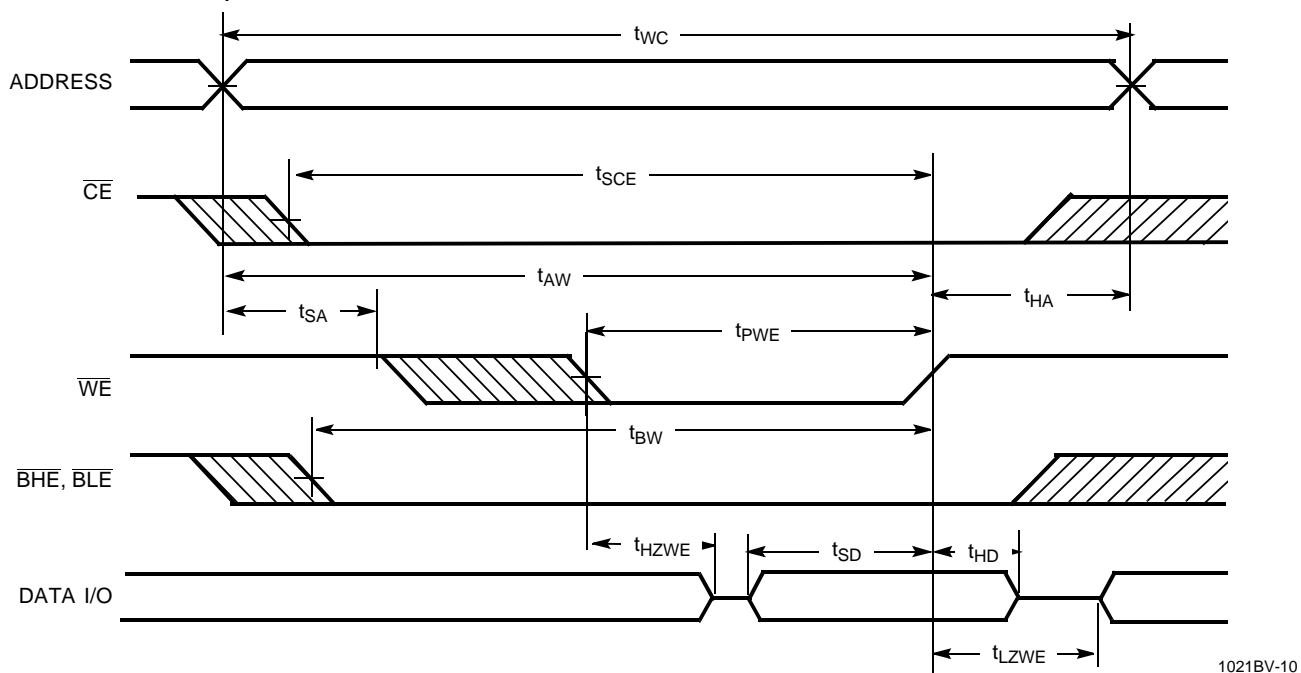 tWC
ADDRESS
tSCE
CE
tAW
tSA
tHA
tPWE
WE
tBW
BHE, BLE
tHZWE
tSD
tHD
DATA I/O
tLZWE
1021BV-10